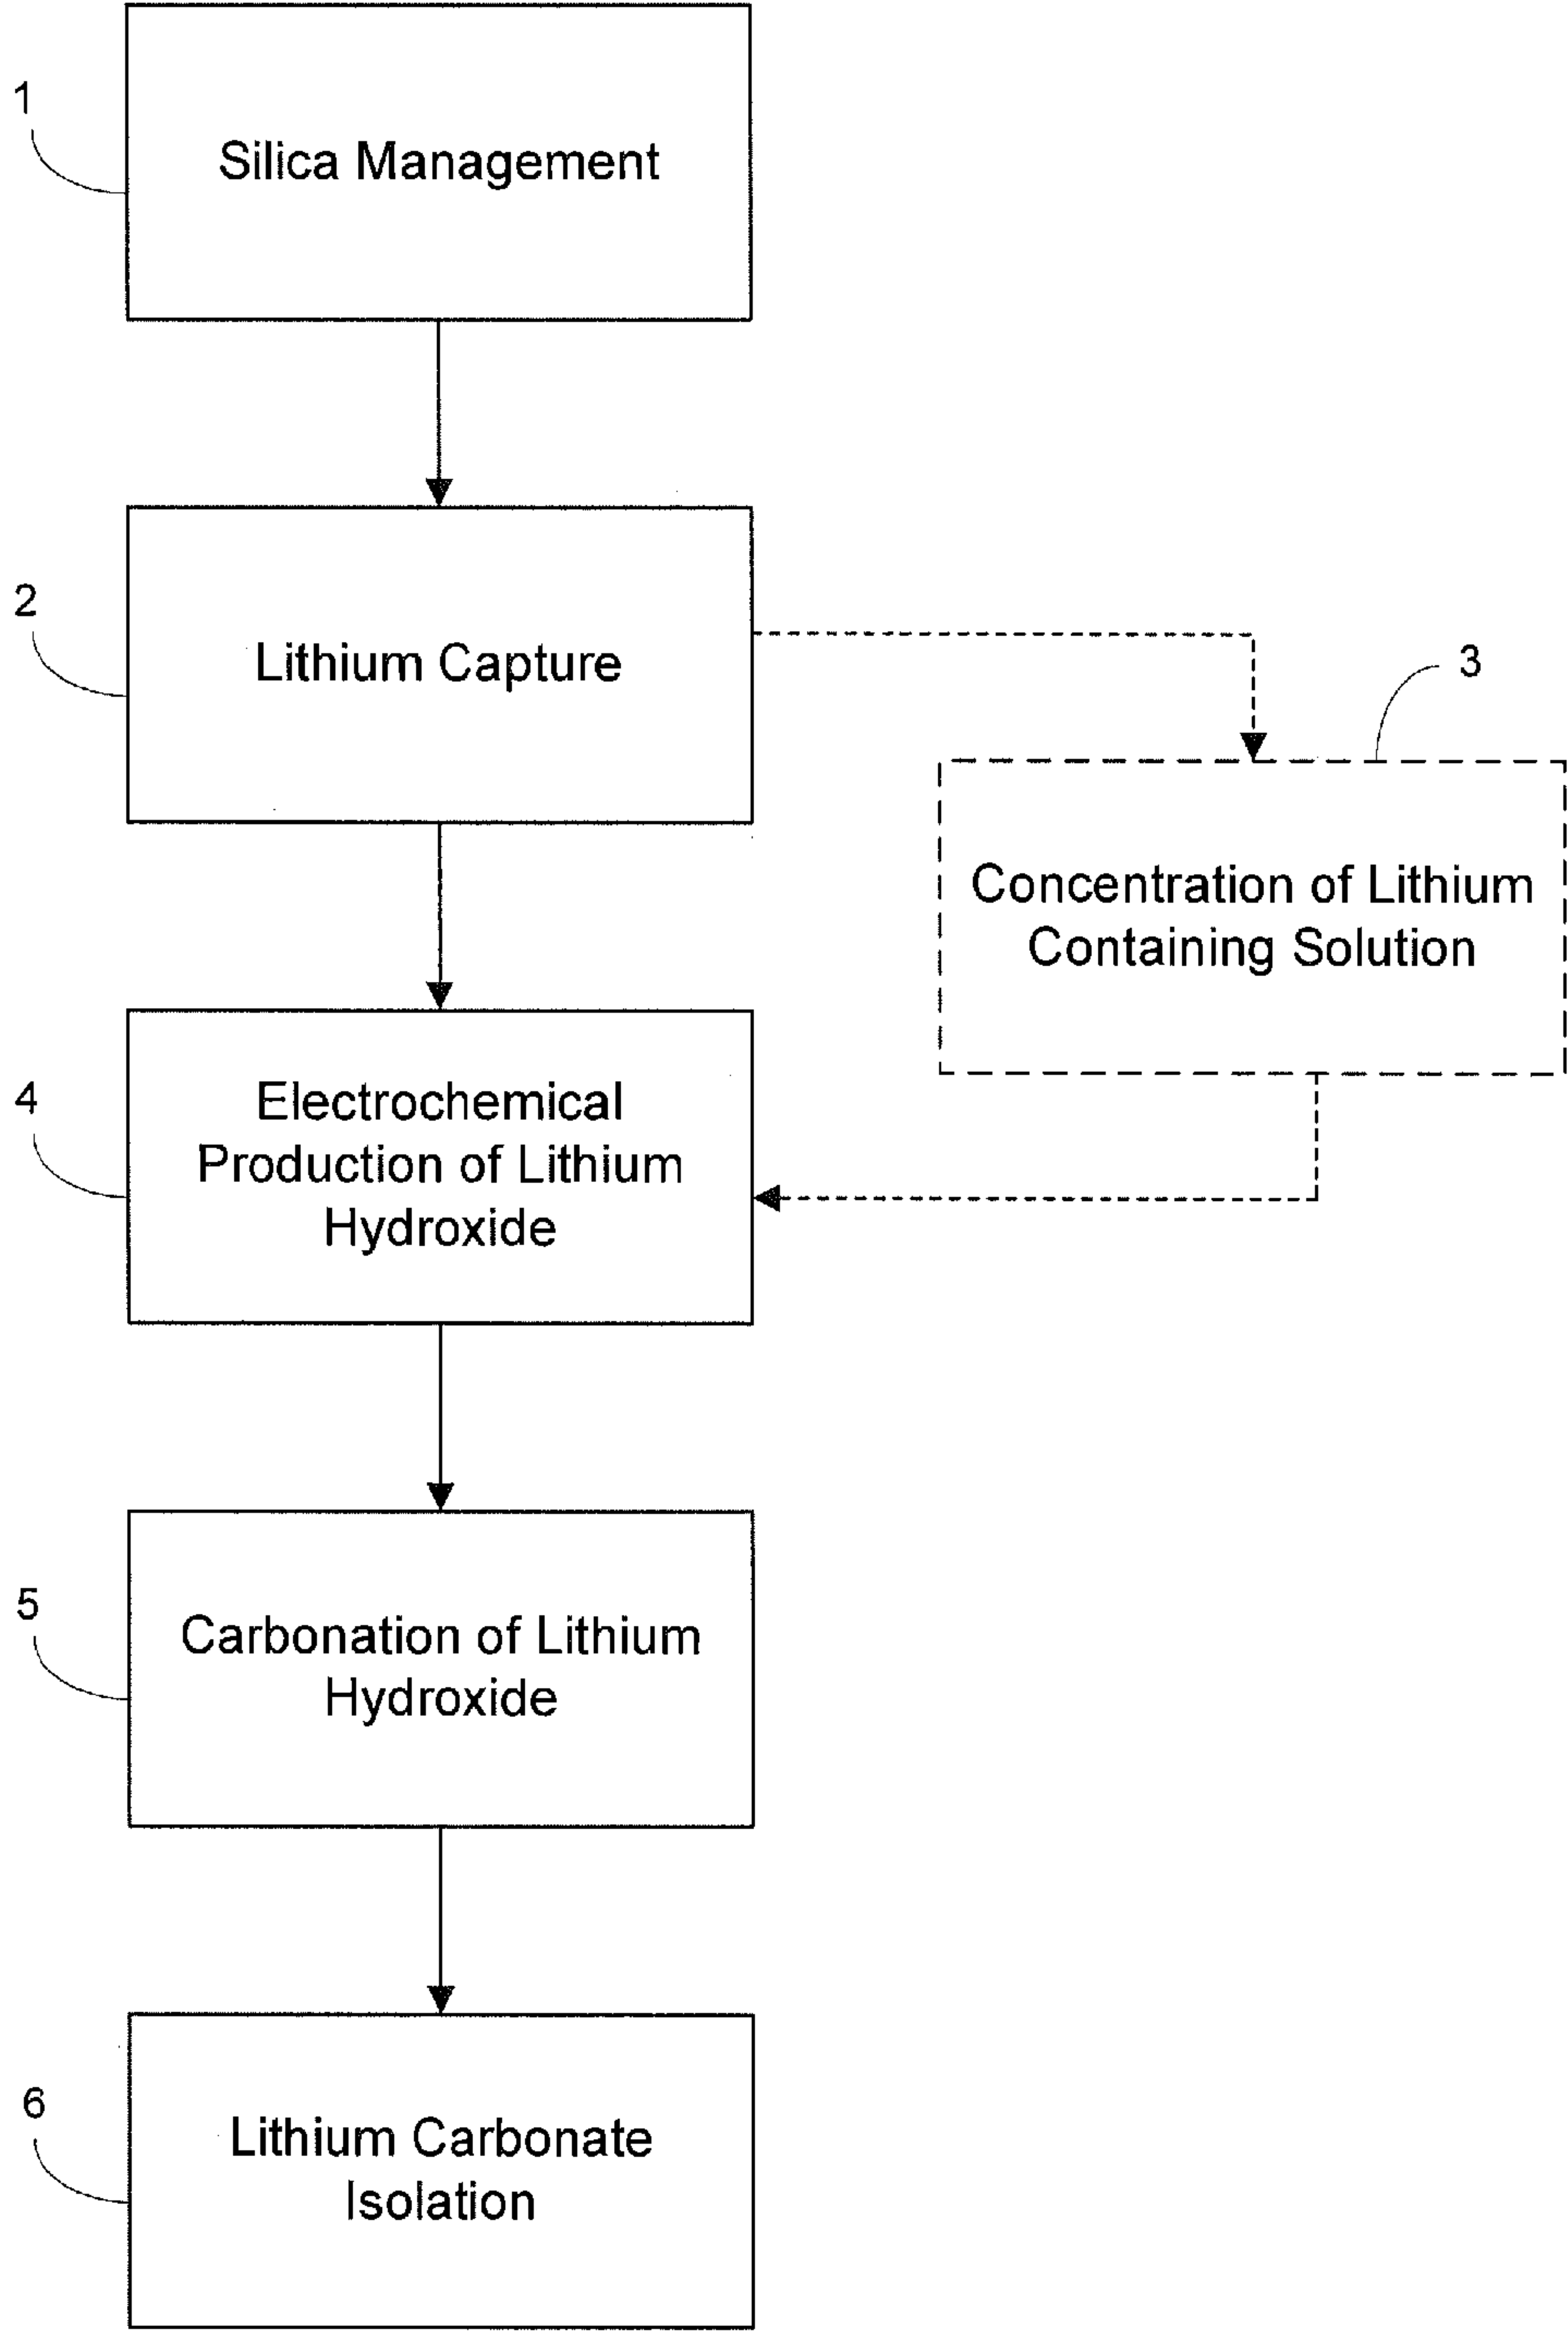 1
Silica Management
2
Lithium Capture
3
Concentration of Lithium
Containing Solution
4
Electrochemical
Production of Lithium
Hydroxide
5
Carbonation of Lithium
Hydroxide
6
Lithium Carbonate
Isolation